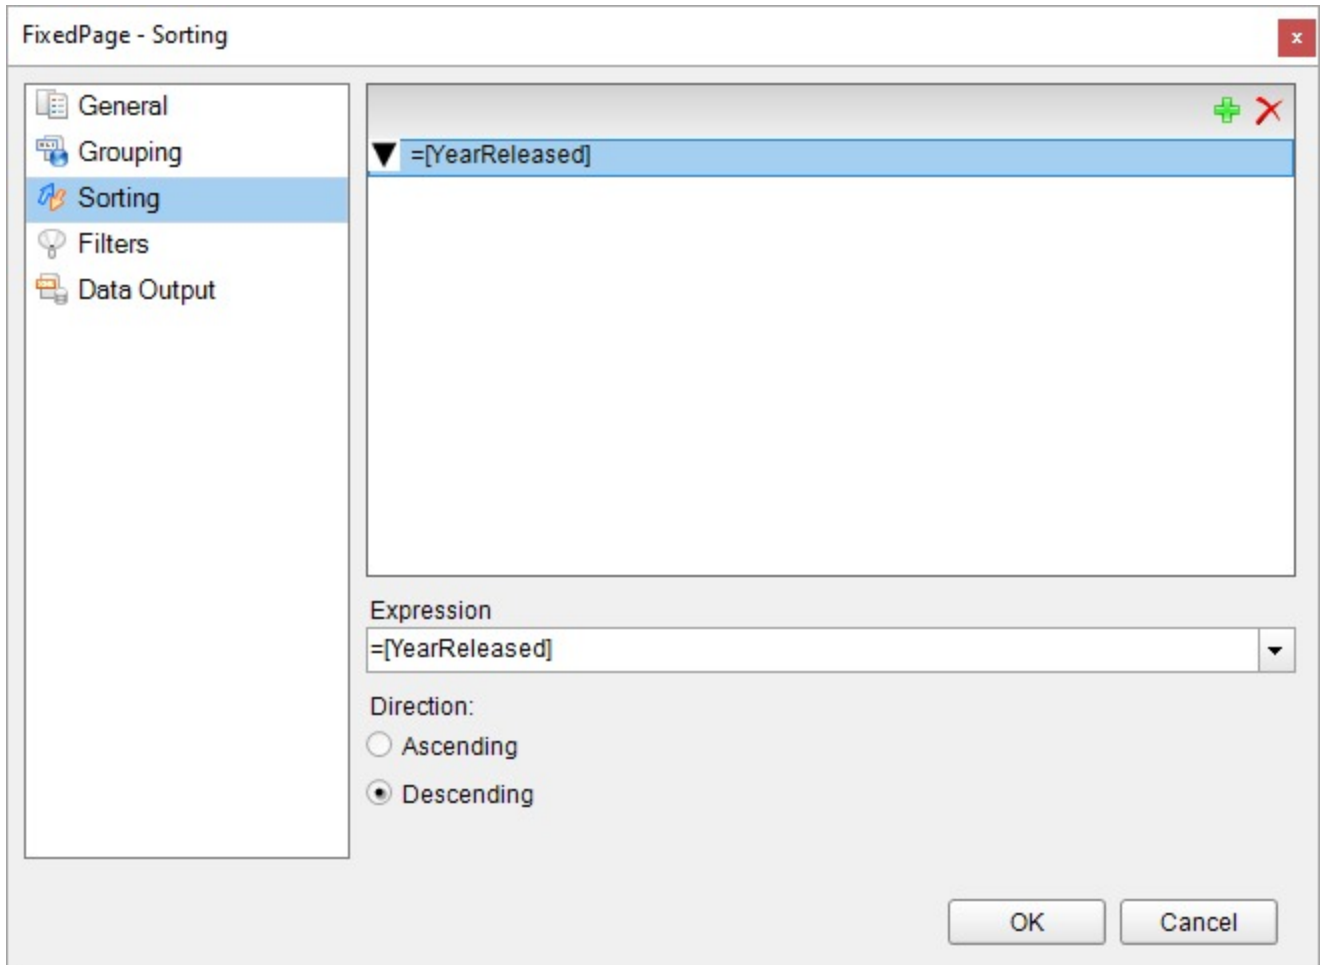 FixedPage - Sorting
x
General
Grouping
Sorting
Filters
Data Output
=[YearReleased]
Expression
=[YearReleased]
Direction:
Ascending
Descending
OK
Cancel